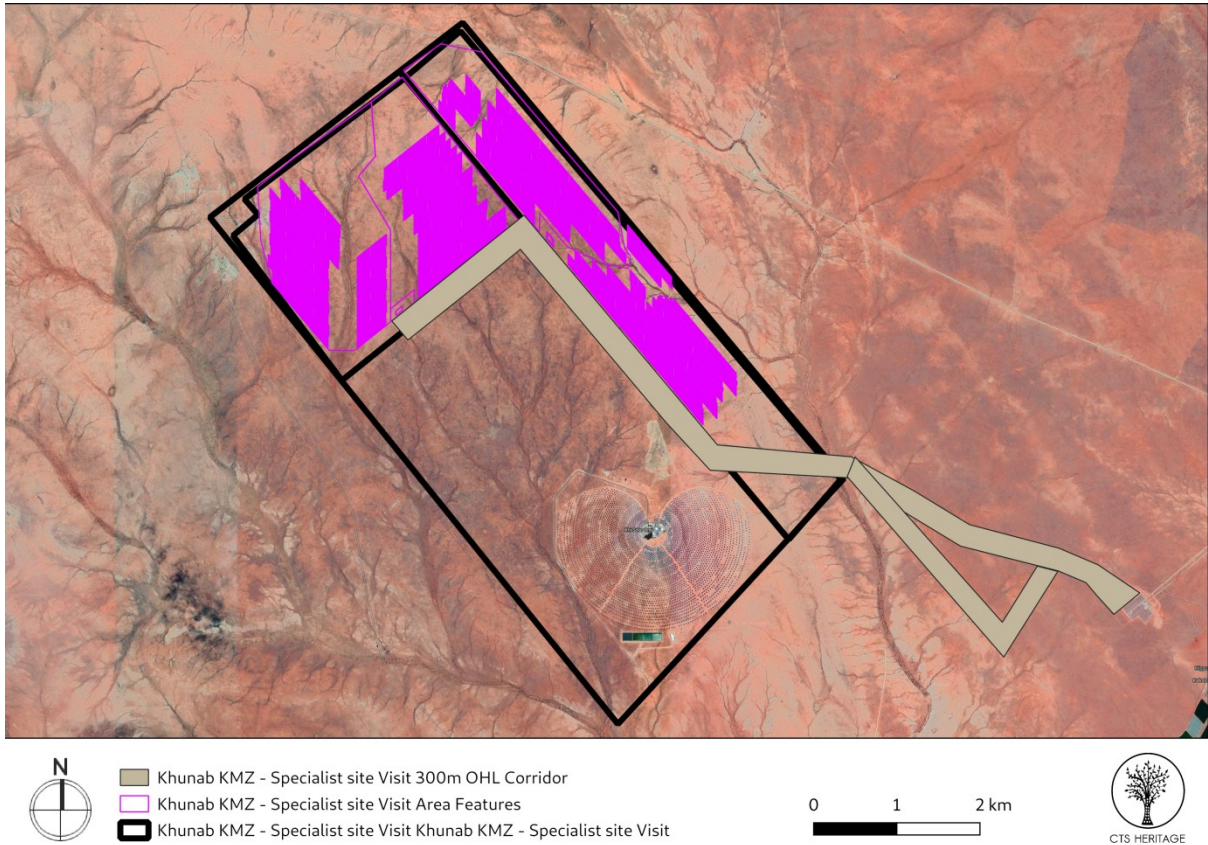 N
Khunab KMZ - Specialist site Visit 300m OHL Corridor
Khunab KMZ - Specialist site Visit Area Features
Khunab KMZ - Specialist site Visit Khunab KMZ - Specialist site Visit
0 1 2 km
CTS HERITAGE